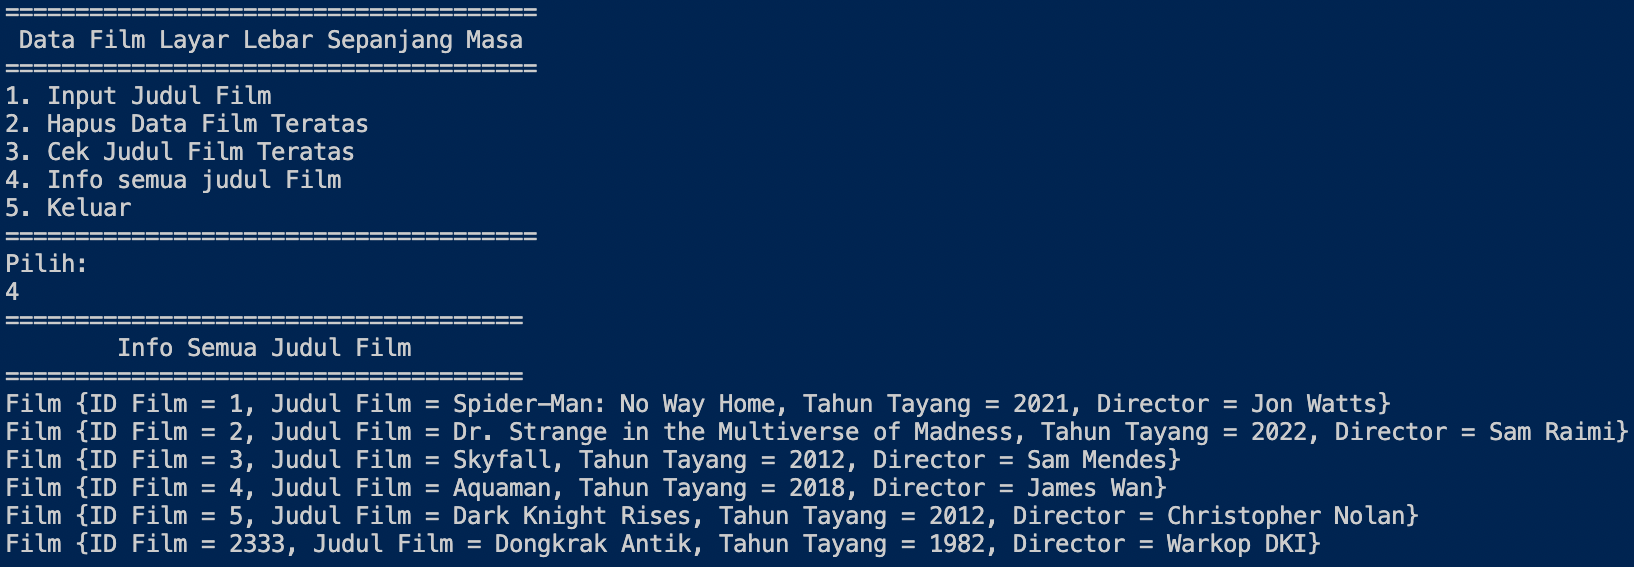 ======================================
Data Film Layar Lebar Sepanjang Masa
======================================
1. Input Judul Film
2. Hapus Data Film Teratas
3. Cek Judul Film Teratas
4. Info semua judul Film
5. Keluar
======================================
Pilih:
4
=====================================
Info Semua Judul Film
=====================================
Film {ID Film = 1, Judul Film = Spider–Man: No Way Home, Tahun Tayang = 2021, Director = Jon Watts}
Film {ID Film = 2, Judul Film = Dr. Strange in the Multiverse of Madness, Tahun Tayang = 2022, Director = Sam Raimi}
Film {ID Film = 3, Judul Film = Skyfall, Tahun Tayang = 2012, Director = Sam Mendes}
Film {ID Film = 4, Judul Film = Aquaman, Tahun Tayang = 2018, Director = James Wan}
Film {ID Film = 5, Judul Film = Dark Knight Rises, Tahun Tayang = 2012, Director = Christopher Nolan}
Film {ID Film = 2333, Judul Film = Dongkrak Antik, Tahun Tayang = 1982, Director = Warkop DKI}